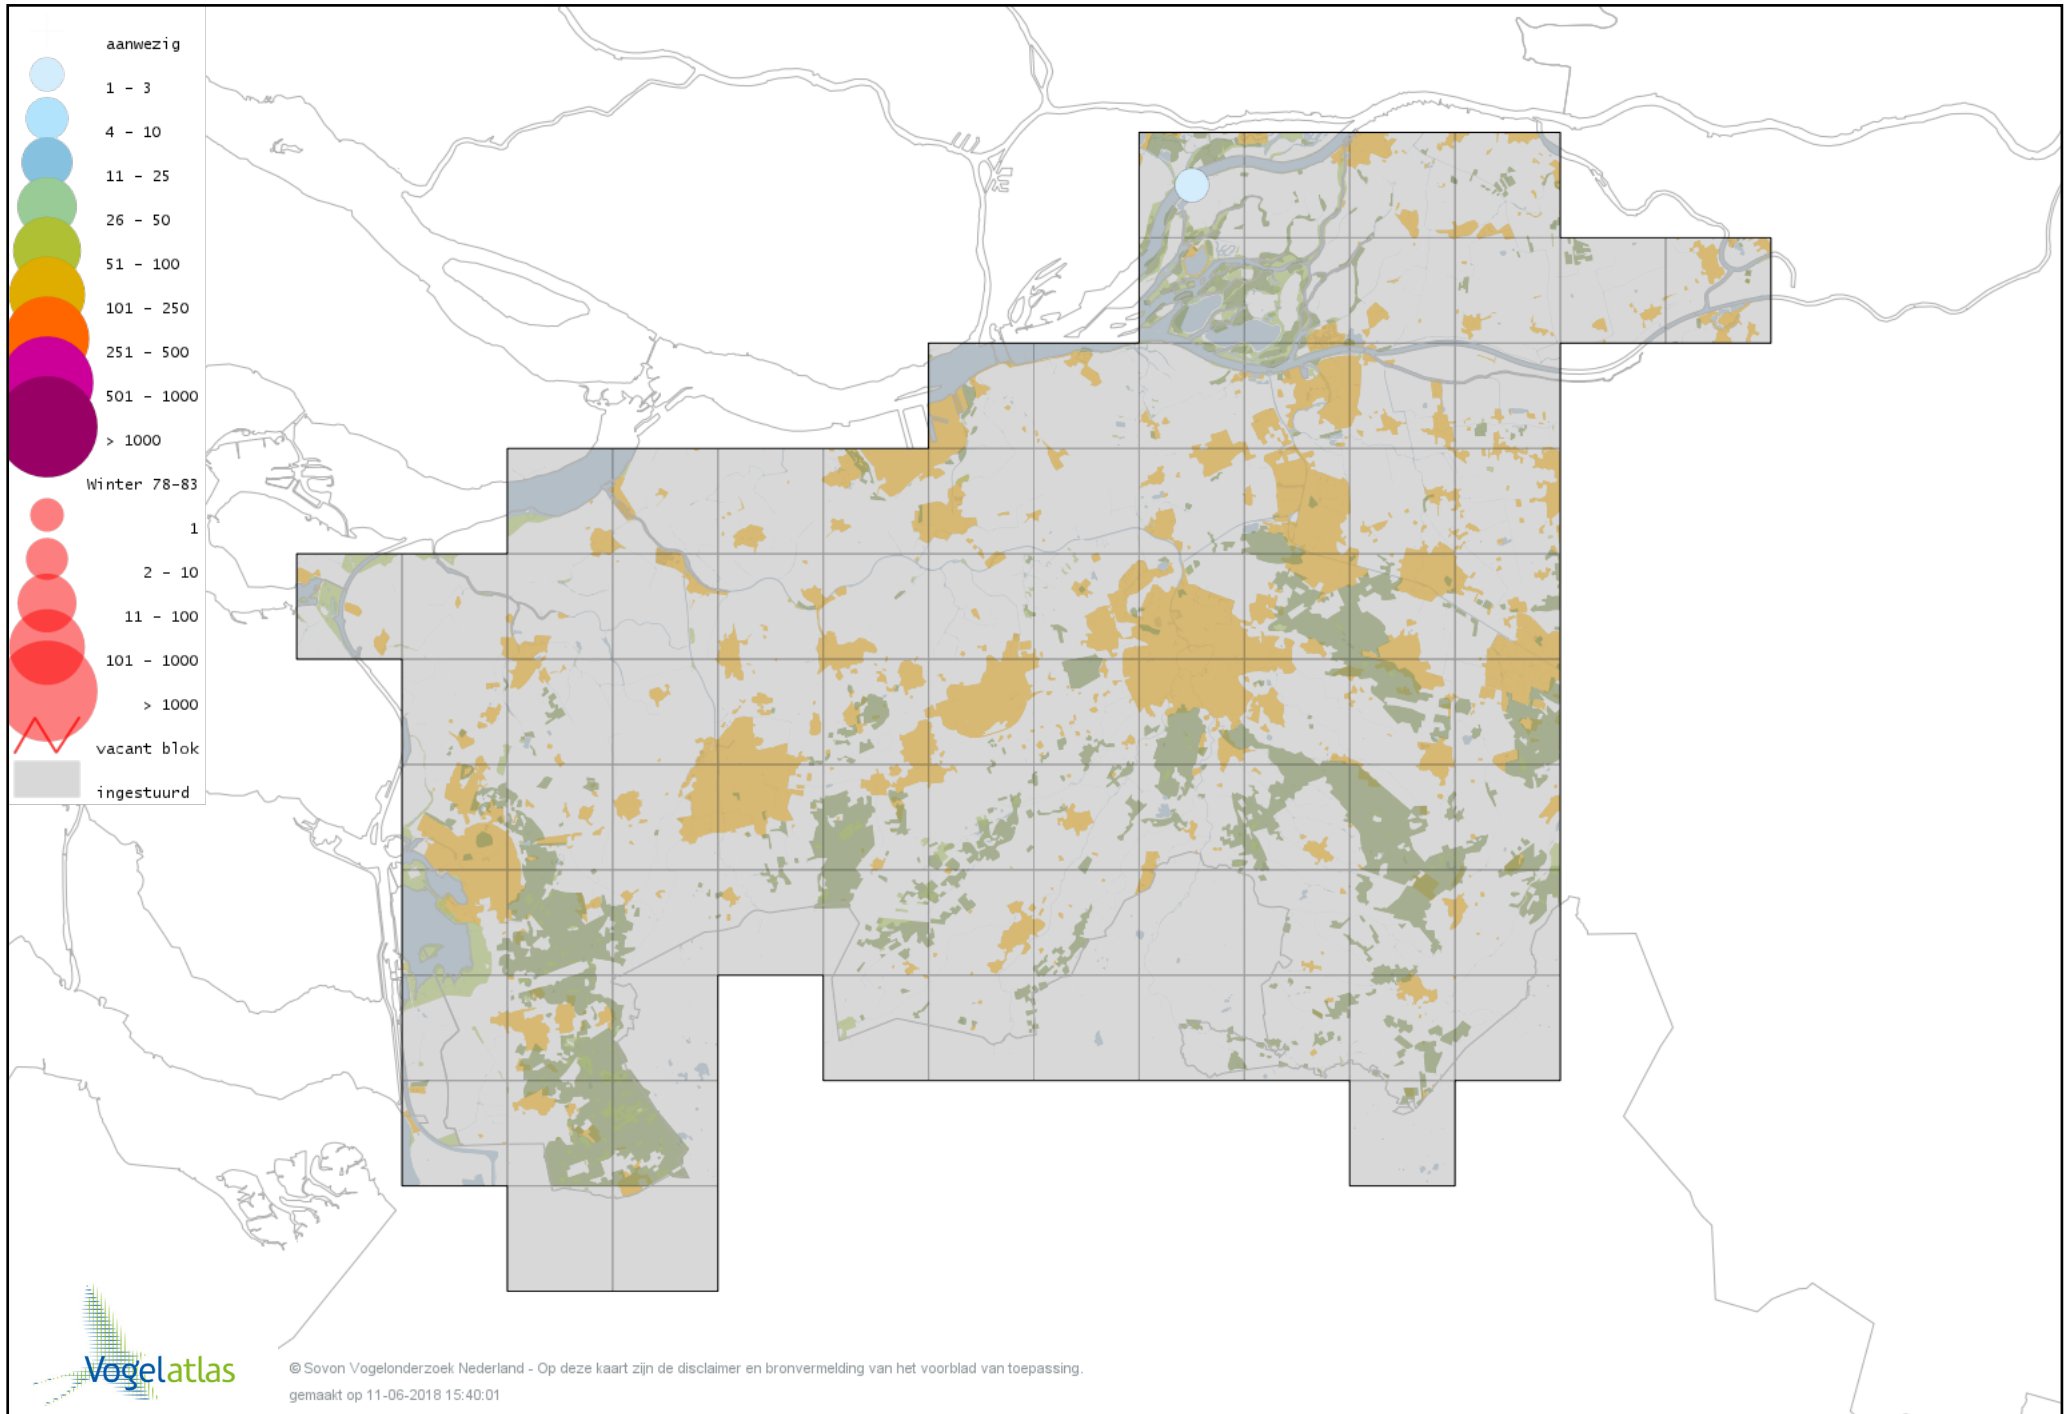 aanwezig
1 - 3
4 - 10
11 - 25
26 - 50
51 - 100
101 - 250
251 - 500
501 - 1000
> 1000
Winter 78-83
1
2 - 10
11 - 100
101 - 1000
> 1000
vacant blok
ingestuurd
Vogelatlas
© Sovon Vogelonderzoek Nederland - Op deze kaart zijn de disclaimer en bronvermelding van het voorblad van toepassing.
gemaakt op 11-06-2018 15:40:01